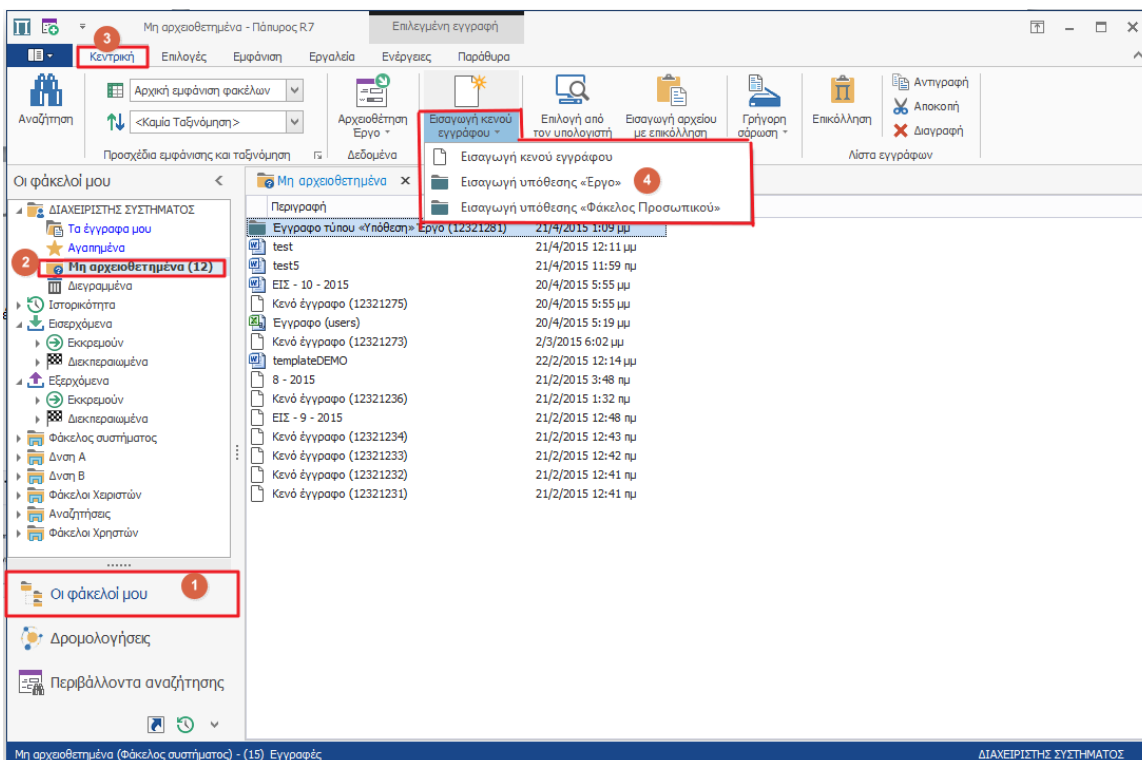 Μη αρχειοθετημένα - Πάπυρος R7
Επιλεγμένη εγγραφή
3
Κεντρική Επιλογές Εμφάνιση Εργαλεία Ενέργειες Παράθυρα
Αναζήτηση
Αρχική εμφάνιση φακέλων
<Καμία Ταξινόμηση>
Προσχέδια εμφάνισης και ταξινόμηση
Αρχειοθέτηση
Έργο
Δεδομένα
Εισαγωγή κενού
εγγράφου
Επιλογή από
τον υπολογιστή
Εισαγωγή αρχείου
με επικόλληση
Γρήγορη
σάρωση
Επικόλληση
Αντιγραφή
Αποκοπή
Διαγραφή
Λίστα εγγράφων
Εισαγωγή κενού εγγράφου
Εισαγωγή υπόθεσης «Έργο» 4
Εισαγωγή υπόθεσης «Φάκελος Προσωπικού»
Οι φάκελοί μου
ΔΙΑΧΕΙΡΙΣΤΗΣ ΣΥΣΤΗΜΑΤΟΣ
Τα έγγραφα μου
Αγαπημένα
2 Μη αρχειοθετημένα (12)
Διεγραμμένα
Ιστορικότητα
Εισερχόμενα
Εκκρεμούν
Διεκπεραιωμένα
Εξερχόμενα
Εκκρεμούν
Διεκπεραιωμένα
Φάκελος συστήματος
Δνση Α
Δνση Β
Φάκελοι Χειριστών
Αναζητήσεις
Φάκελοι Χρηστών
Οι φάκελοί μου 1
Δρομολογήσεις
Περιβάλλοντα αναζήτησης
Μη αρχειοθετημένα
Περιγραφή
Έγγραφο τύπου «Υπόθεση» Έργο (12321281) 21/4/2015 1:09 μμ
test 21/4/2015 12:11 μμ
test5 21/4/2015 11:59 πμ
ΕΙΣ - 10 - 2015 20/4/2015 5:55 μμ
Κενό έγγραφο (12321275) 20/4/2015 5:55 μμ
Έγγραφο (users) 20/4/2015 5:19 μμ
Κενό έγγραφο (12321273) 2/3/2015 6:02 μμ
templateDEMO 22/2/2015 12:14 μμ
8 - 2015 21/2/2015 3:48 πμ
Κενό έγγραφο (12321236) 21/2/2015 1:32 πμ
ΕΙΣ - 9 - 2015 21/2/2015 12:48 πμ
Κενό έγγραφο (12321234) 21/2/2015 12:43 πμ
Κενό έγγραφο (12321233) 21/2/2015 12:42 πμ
Κενό έγγραφο (12321232) 21/2/2015 12:41 πμ
Κενό έγγραφο (12321231) 21/2/2015 12:41 πμ
Μη αρχειοθετημένα (Φάκελος συστήματος) - (15) Εγγραφές
ΔΙΑΧΕΙΡΙΣΤΗΣ ΣΥΣΤΗΜΑΤΟΣ